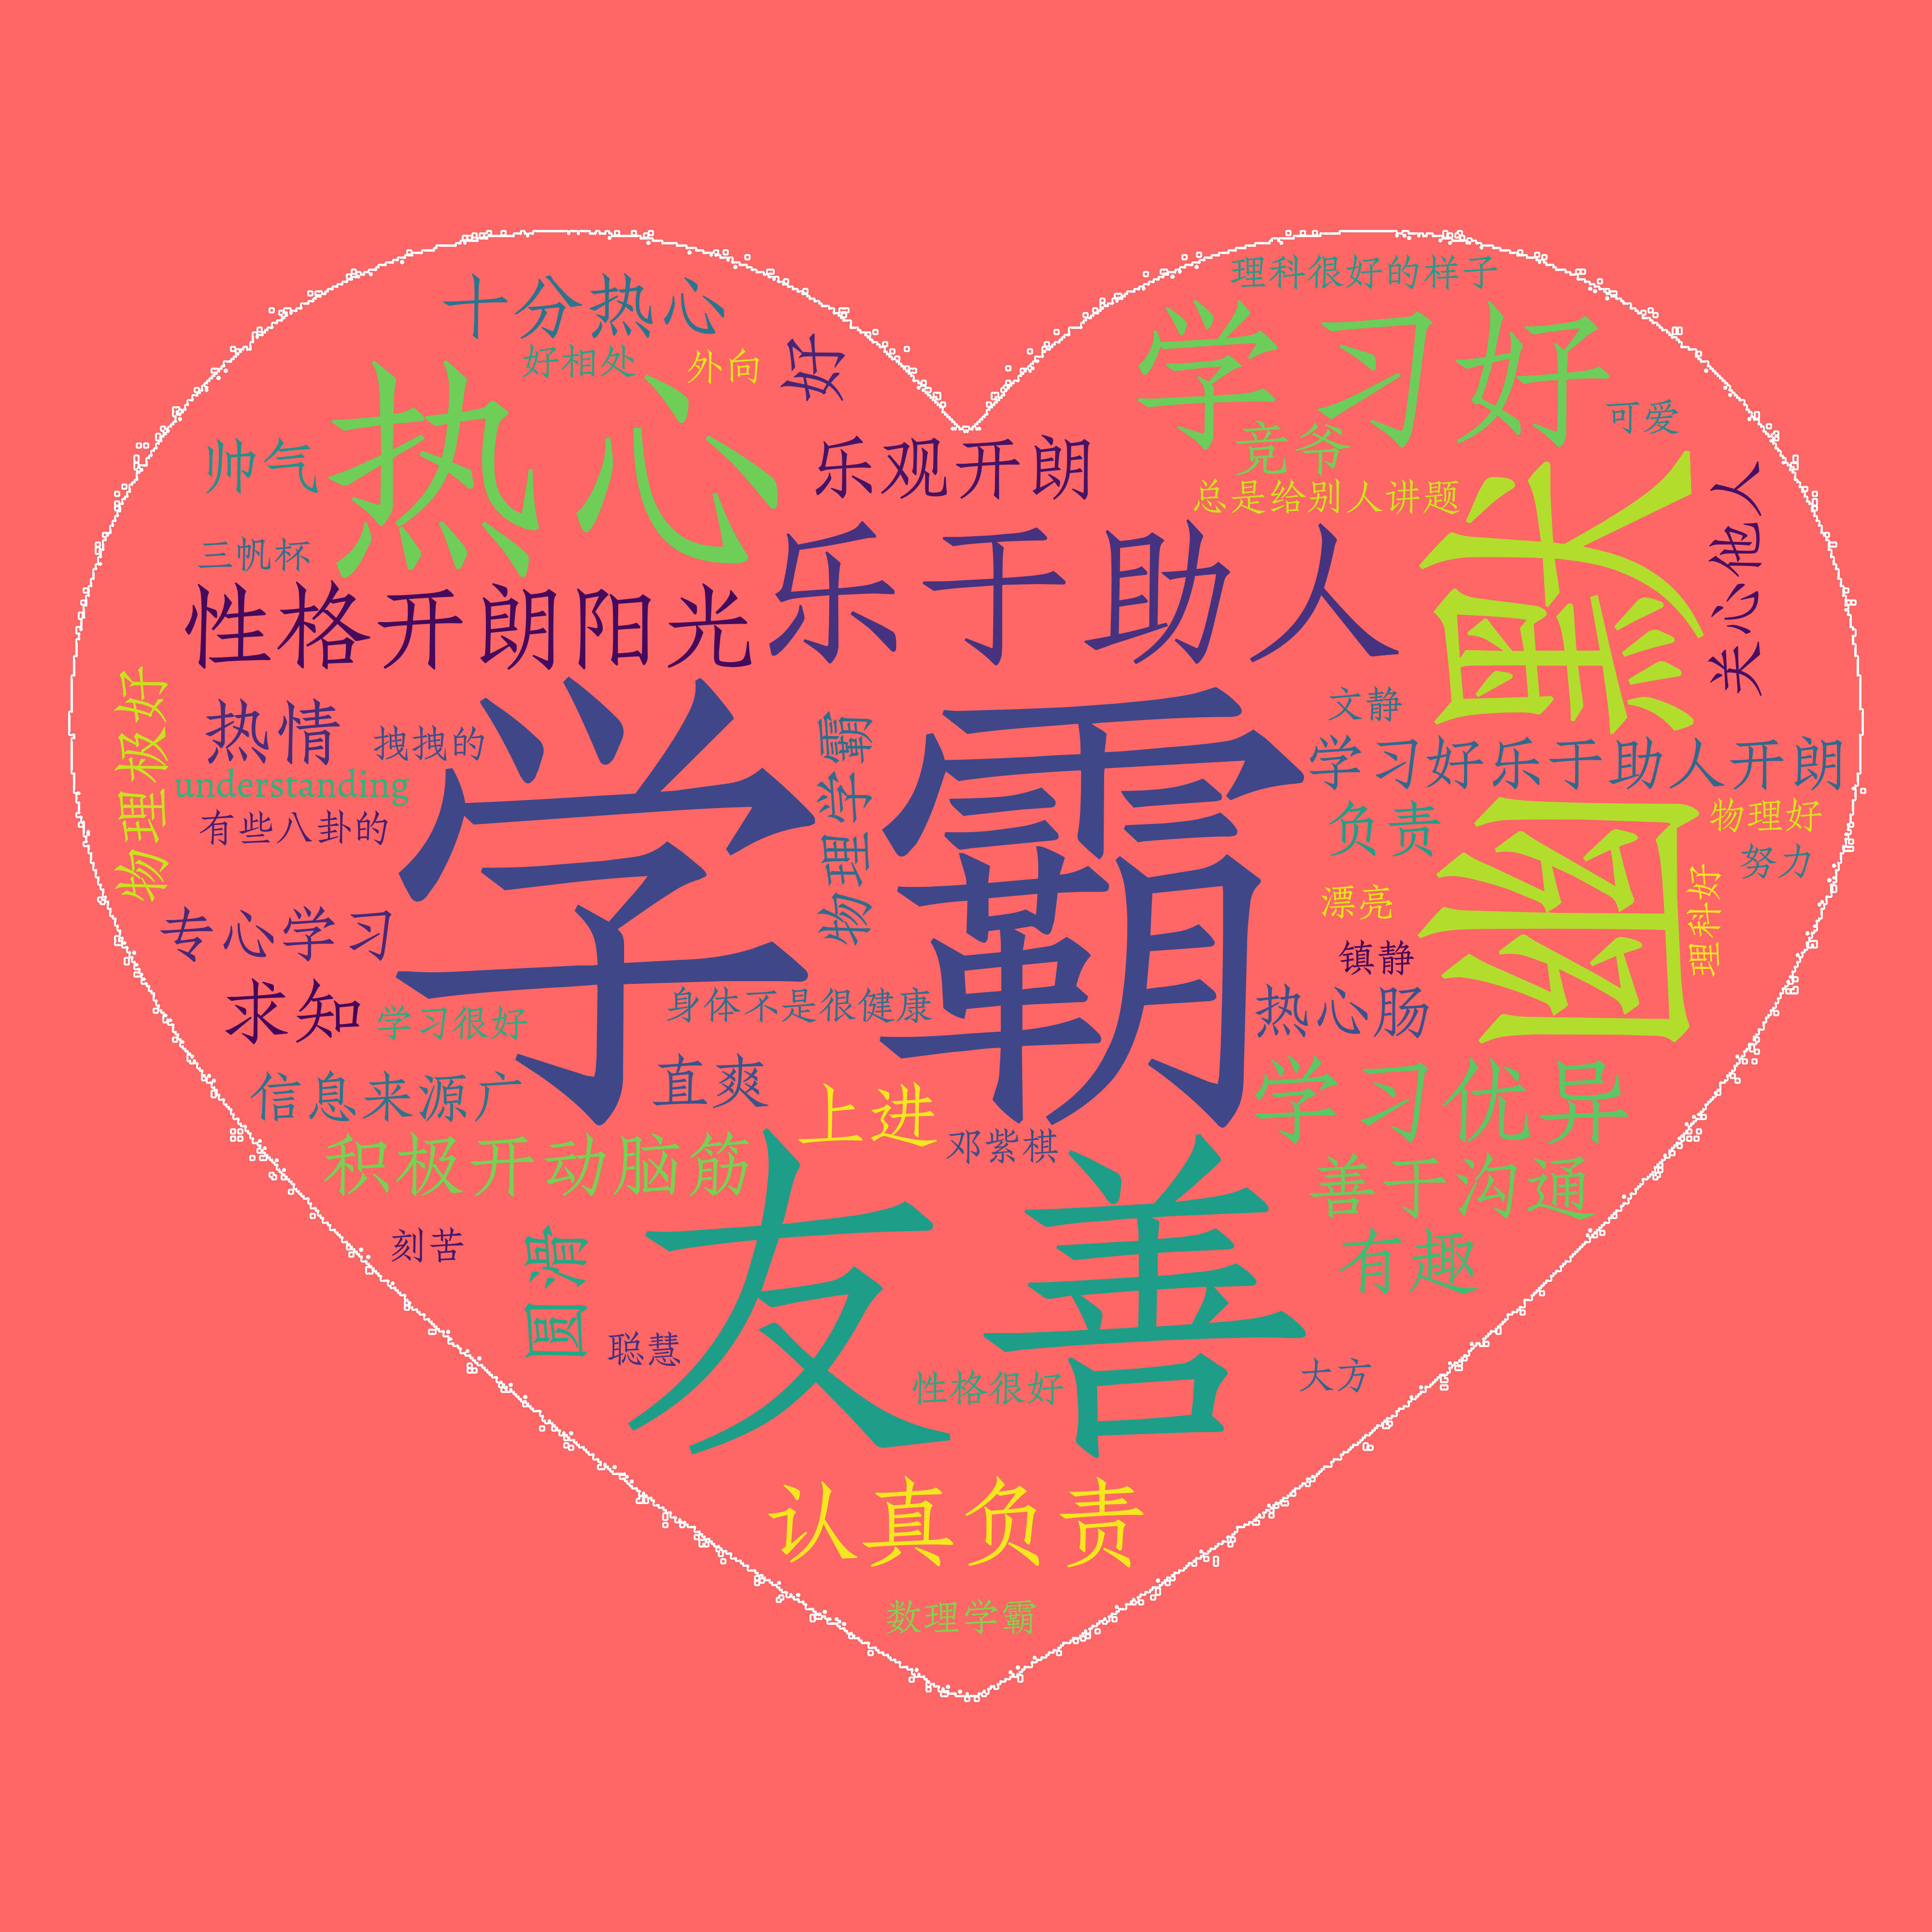 理科很好的样子
十分热心
学习好
好相处
外向
好
可爱
热心
帅气
乐观开朗
竞爷
总是给别人讲题
关心他人
三帆杯
乐于助人
性格开朗阳光
幽默
文静
热情
拽拽的
物理极好
understanding
有些八卦的
学霸
物理学霸
学习好乐于助人开朗
负责
物理好
努力
漂亮
理科好
专心学习
镇静
求知
学习很好
身体不是很健康
热心肠
信息来源广
直爽
上进
学习优异
邓紫棋
积极开动脑筋
友善
善于沟通
有趣
刻苦
圆滑
聪慧
性格很好
大方
认真负责
数理学霸